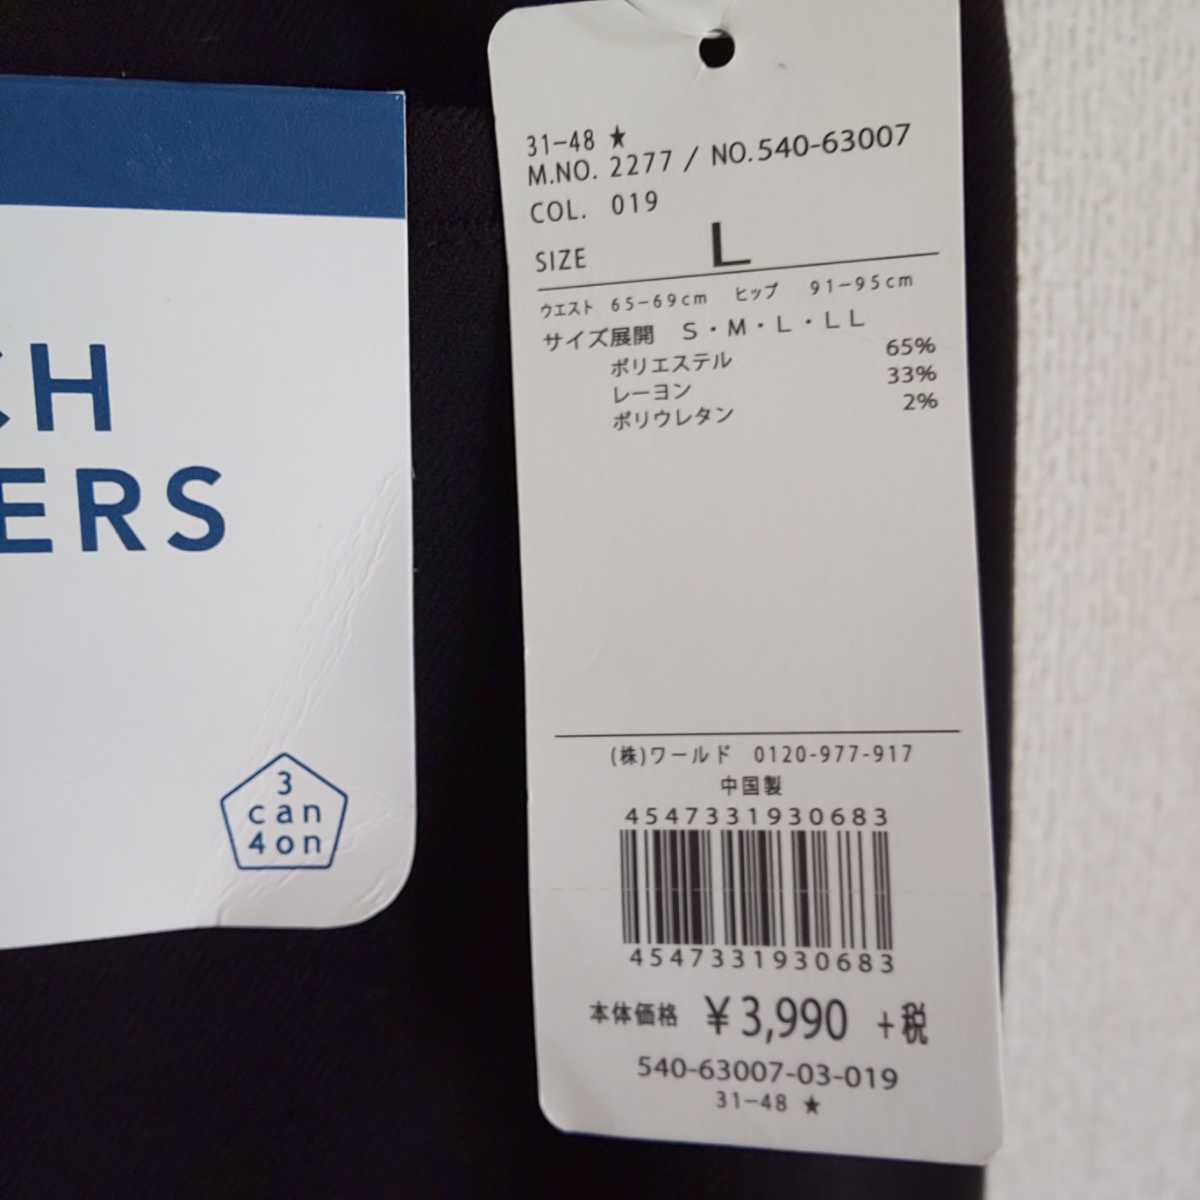 CH
ERS
3
can
4on
31-48 ★
M.NO. 2277 / NO.540-63007
COL. 019
SIZE L
ウエスト 65-69cm ヒップ 91-95cm
サイズ展開 S・M・L・LL
ポリエステル 65%
レーヨン 33%
ポリウレタン 2%
(株)ワールド 0120-977-917
中国製
4547331930683
4547331930683
本体価格 ¥3,990 +税
540-63007-03-019
31-48 ★